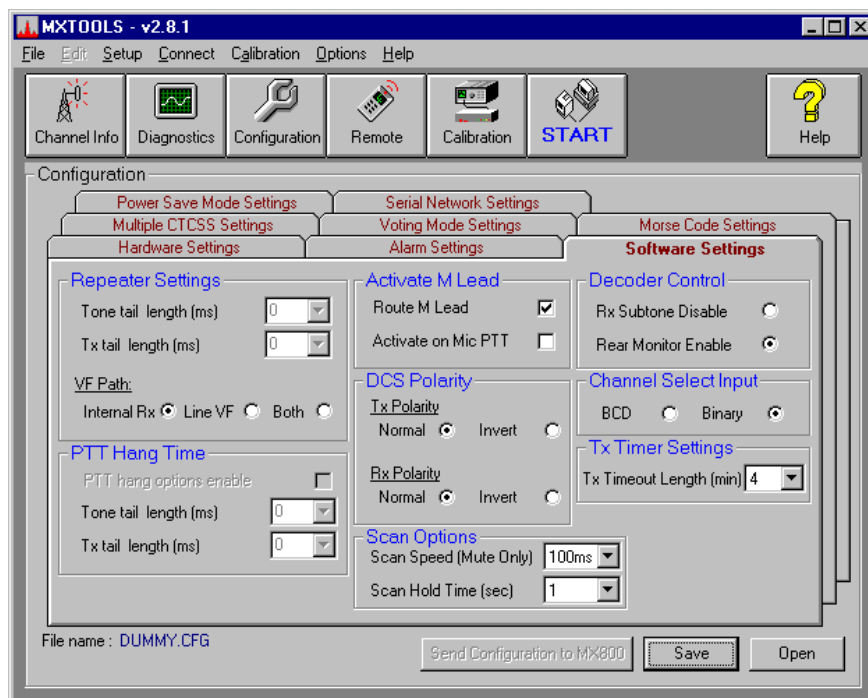 MXTOOLS - v2.8.1
File Edit Setup Connect Calibration Options Help
Channel Info Diagnostics Configuration Remote Calibration START Help
Configuration
Power Save Mode Settings Serial Network Settings
Multiple CTCSS Settings Voting Mode Settings Morse Code Settings
Hardware Settings Alarm Settings Software Settings
Repeater Settings
Tone tail length (ms) 0
Tx tail length (ms) 0
VF Path:
Internal Rx Line VF Both
PTT Hang Time
PTT hang options enable
Tone tail length (ms) 0
Tx tail length (ms) 0
Activate M Lead
Route M Lead
Activate on Mic PTT
DCS Polarity
Tx Polarity
Normal Invert
Rx Polarity
Normal Invert
Scan Options
Scan Speed (Mute Only) 100ms
Scan Hold Time (sec) 1
Decoder Control
Rx Subtone Disable
Rear Monitor Enable
Channel Select Input
BCD Binary
Tx Timer Settings
Tx Timeout Length (min) 4
File name : DUMMY.CFG
Send Configuration to MX800 Save Open